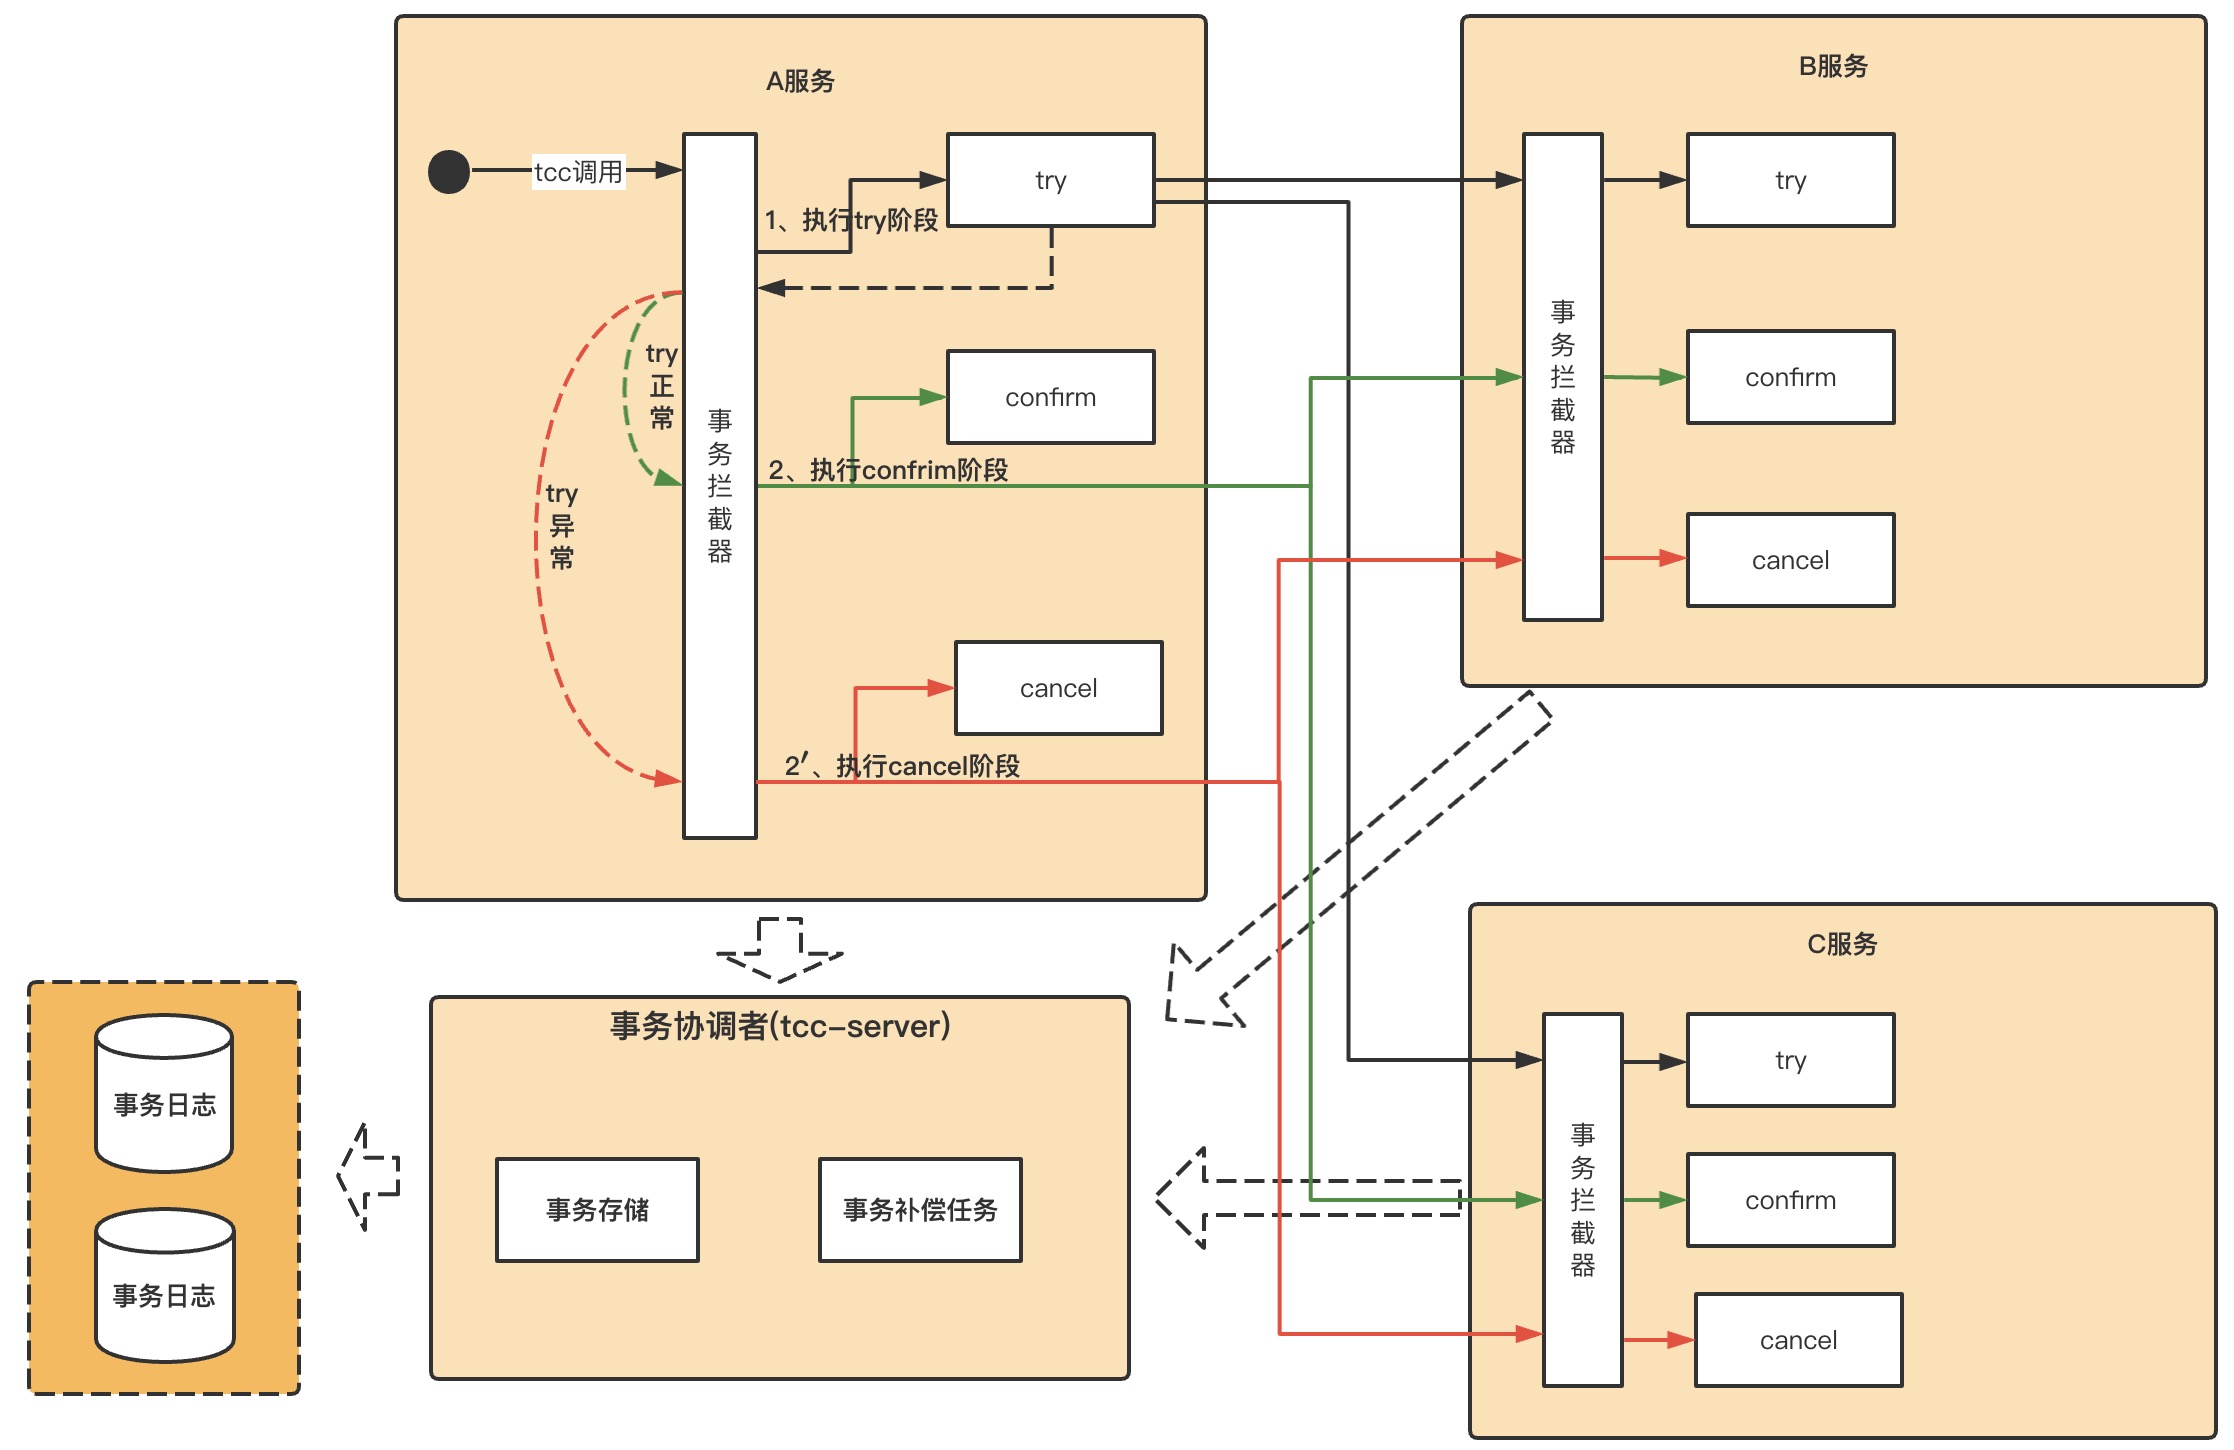 A服务
tcc调用
1、执行try阶段
try
try
正
常
try
异
常
事
务
拦
截
器
confirm
2、执行confrim阶段
cancel
2′、执行cancel阶段
B服务
事
务
拦
截
器
try
confirm
cancel
C服务
事
务
拦
截
器
try
confirm
cancel
事务协调者(tcc-server)
事务存储
事务补偿任务
事务日志
事务日志